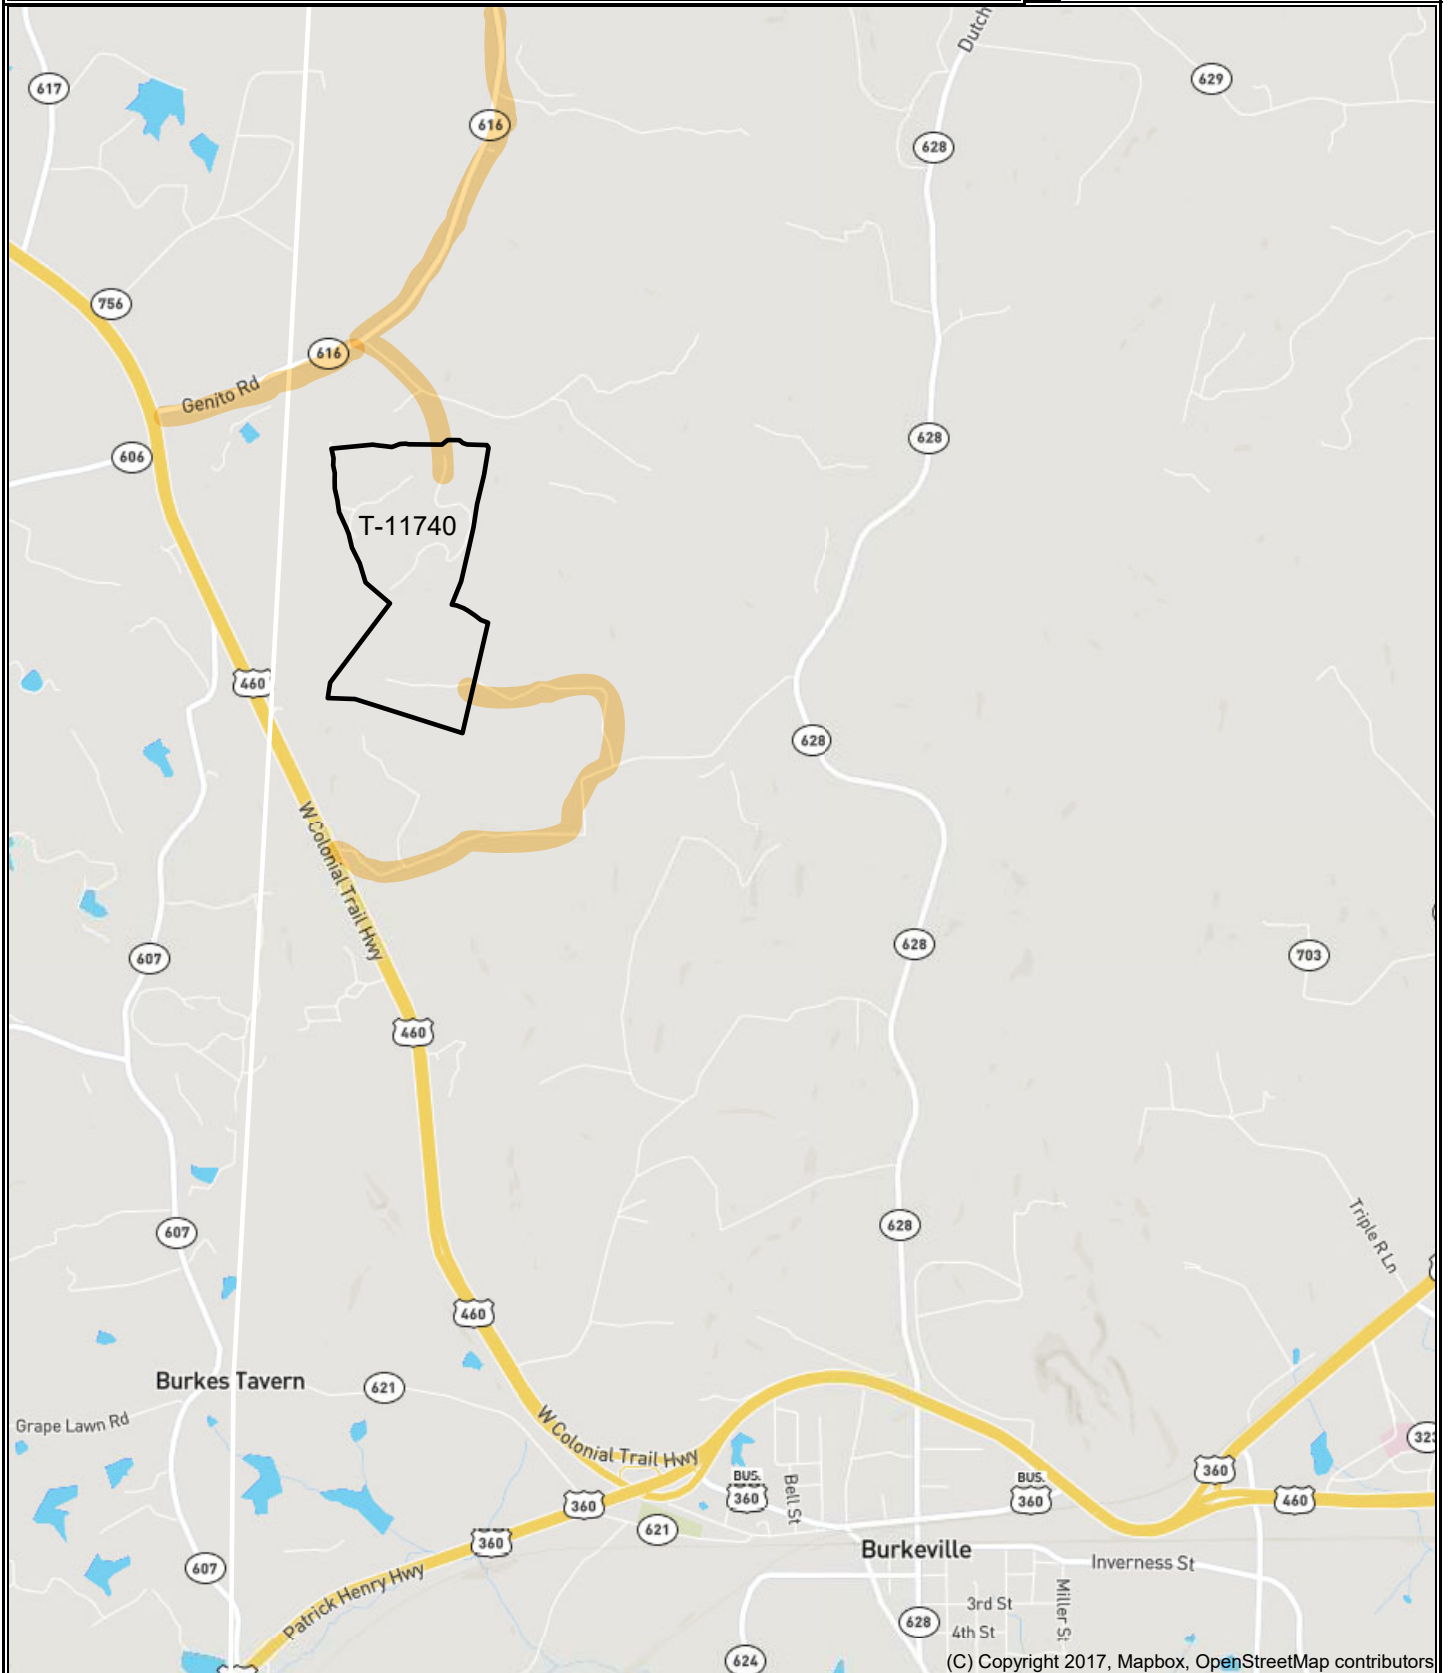 Dutch
617
629
616
628
756
616
Genito Rd
628
606
T-11740
460
628
W Colonial Trail Hwy
628
703
607
460
628
607
Triple R Ln
460
Burkes Tavern
621
Grape Lawn Rd
W Colonial Trail Hwy
323
360
BUS.
360
Bell St
BUS.
360
460
360
621
360
Burkeville
Inverness St
607
Patrick Henry Hwy
Miller St
3rd St
628
4th St
624
(C) Copyright 2017, Mapbox, OpenStreetMap contributors